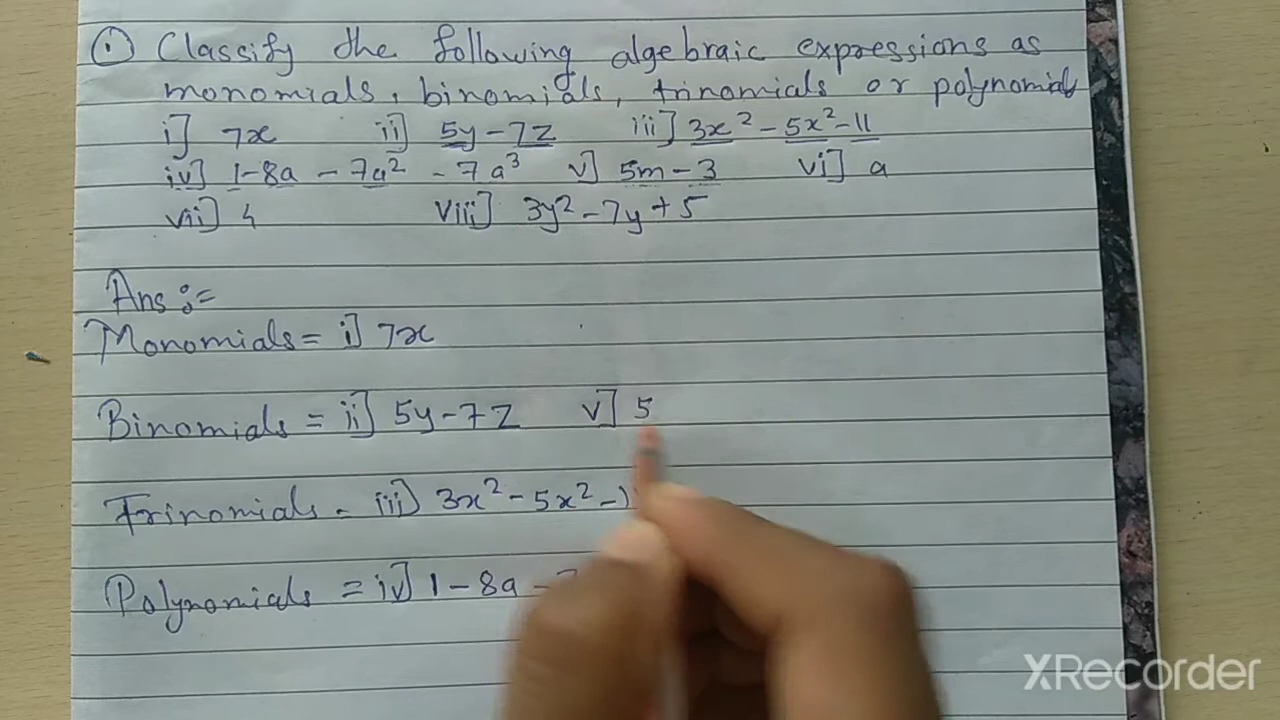 ① Classify the following algebraic expressions as
monomials, binomials, trinomials or polynomials
i] 7x ii] 5y-7z iii] 3x² - 5x² - 11
iv] 1-8a - 7a² - 7a³ v] 5m - 3 vi] a
vii] 4 viii] 3y² - 7y + 5
Ans :=
Monomials = i] 7x
Binomials = ii] 5y-7z v] 5
Trinomials = iii] 3x² - 5x² - 1
Polynomials = iv] 1 - 8a -
XRecorder